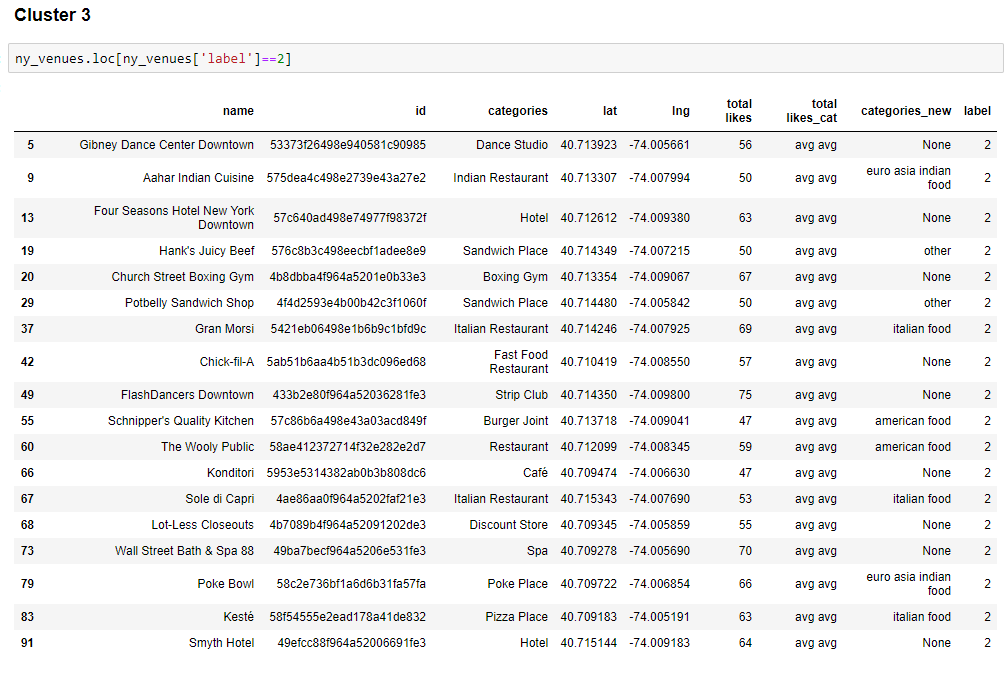 Cluster 3
ny_venues.loc[ny_venues['label']==2]
name id categories lat lng total likes total likes_cat categories_new label
5 Gibney Dance Center Downtown 53373f26498e940581c90985 Dance Studio 40.713923 -74.005661 56 avg avg None 2
9 Aahar Indian Cuisine 575dea4c498e2739e43a27e2 Indian Restaurant 40.713307 -74.007994 50 avg avg euro asia indian food 2
13 Four Seasons Hotel New York Downtown 57c640ad498e74977f98372f Hotel 40.712612 -74.009380 63 avg avg None 2
19 Hank's Juicy Beef 576c8b3c498eecbf1adee8e9 Sandwich Place 40.714349 -74.007215 50 avg avg other 2
20 Church Street Boxing Gym 4b8dbba4f964a5201e0b33e3 Boxing Gym 40.713354 -74.009067 67 avg avg None 2
29 Potbelly Sandwich Shop 4f4d2593e4b00b42c3f1060f Sandwich Place 40.714480 -74.005842 50 avg avg other 2
37 Gran Morsi 5421eb06498e1b6b9c1bfd9c Italian Restaurant 40.714246 -74.007925 69 avg avg italian food 2
42 Chick-fil-A 5ab51b6aa4b51b3dc096ed68 Fast Food Restaurant 40.710419 -74.008550 57 avg avg None 2
49 FlashDancers Downtown 433b2e80f964a52036281fe3 Strip Club 40.714350 -74.009800 75 avg avg None 2
55 Schnipper's Quality Kitchen 57c86b6a498e43a03acd849f Burger Joint 40.713718 -74.009041 47 avg avg american food 2
60 The Wooly Public 58ae412372714f32e282e2d7 Restaurant 40.712099 -74.008345 59 avg avg american food 2
66 Konditori 5953e5314382ab0b3b808dc6 Café 40.709474 -74.006630 47 avg avg None 2
67 Sole di Capri 4ae86aa0f964a5202faf21e3 Italian Restaurant 40.715343 -74.007690 53 avg avg italian food 2
68 Lot-Less Closeouts 4b7089b4f964a52091202de3 Discount Store 40.709345 -74.005859 55 avg avg None 2
73 Wall Street Bath & Spa 88 49ba7becf964a5206e531fe3 Spa 40.709278 -74.005690 70 avg avg None 2
79 Poke Bowl 58c2e736bf1a6d6b31fa57fa Poke Place 40.709722 -74.006854 66 avg avg euro asia indian food 2
83 Kesté 58f54555e2ead178a41de832 Pizza Place 40.709183 -74.005191 63 avg avg italian food 2
91 Smyth Hotel 49efcc88f964a52006691fe3 Hotel 40.715144 -74.009183 64 avg avg None 2